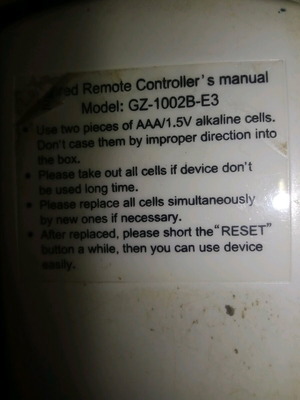 red Remote Controller's manual
Model: GZ-1002B-E3
• Use two pieces of AAA/1.5V alkaline cells.
Don't case them by improper direction into
the box.
• Please take out all cells if device don't
be used long time.
• Please replace all cells simultaneously
by new ones if necessary.
• After replaced, please short the "RESET"
button a while, then you can use device
easily.